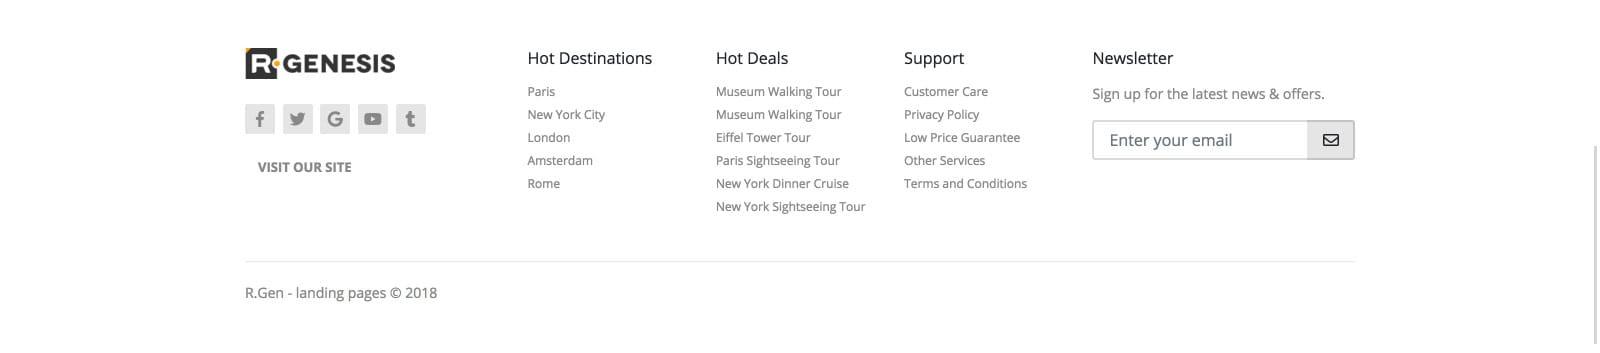 R GENESIS
VISIT OUR SITE
Hot Destinations
Paris
New York City
London
Amsterdam
Rome
Hot Deals
Museum Walking Tour
Museum Walking Tour
Eiffel Tower Tour
Paris Sightseeing Tour
New York Dinner Cruise
New York Sightseeing Tour
Support
Customer Care
Privacy Policy
Low Price Guarantee
Other Services
Terms and Conditions
Newsletter
Sign up for the latest news & offers.
Enter your email
R.Gen - landing pages © 2018